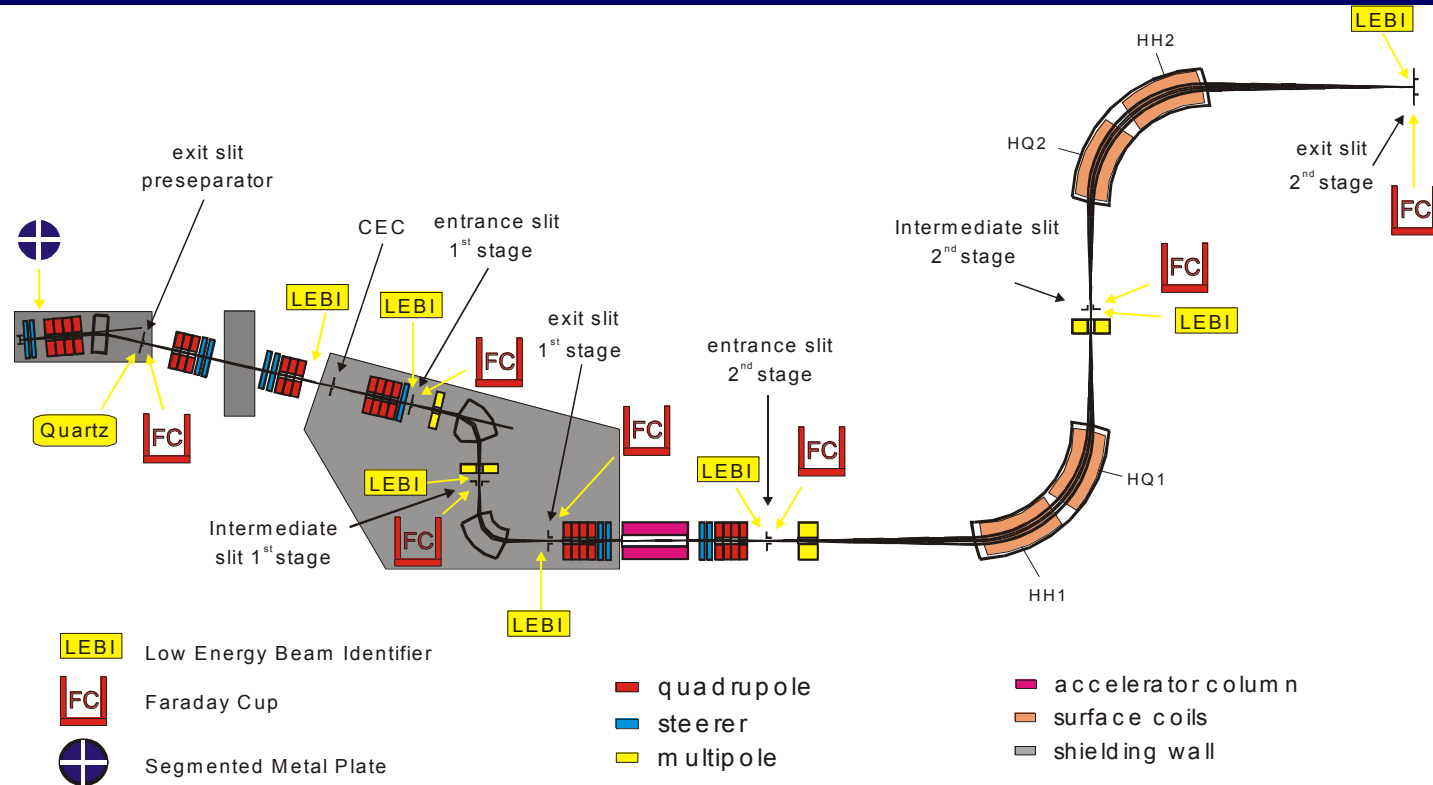 LEBI
HH2
HQ2
exit slit
2nd stage
FC
exit slit
preseparator
CEC
entrance slit
1st stage
Intermediate slit
2nd stage
FC
LEBI
LEBI
LEBI
exit slit
1st stage
FC
entrance slit
2nd stage
Quartz
FC
FC
LEBI
FC
LEBI
HQ1
Intermediate
slit 1st stage
FC
HH1
LEBI
LEBI Low Energy Beam Identifier
FC Faraday Cup
Segmented Metal Plate
quadrupole
steerer
multipole
accelerator column
surface coils
shielding wall